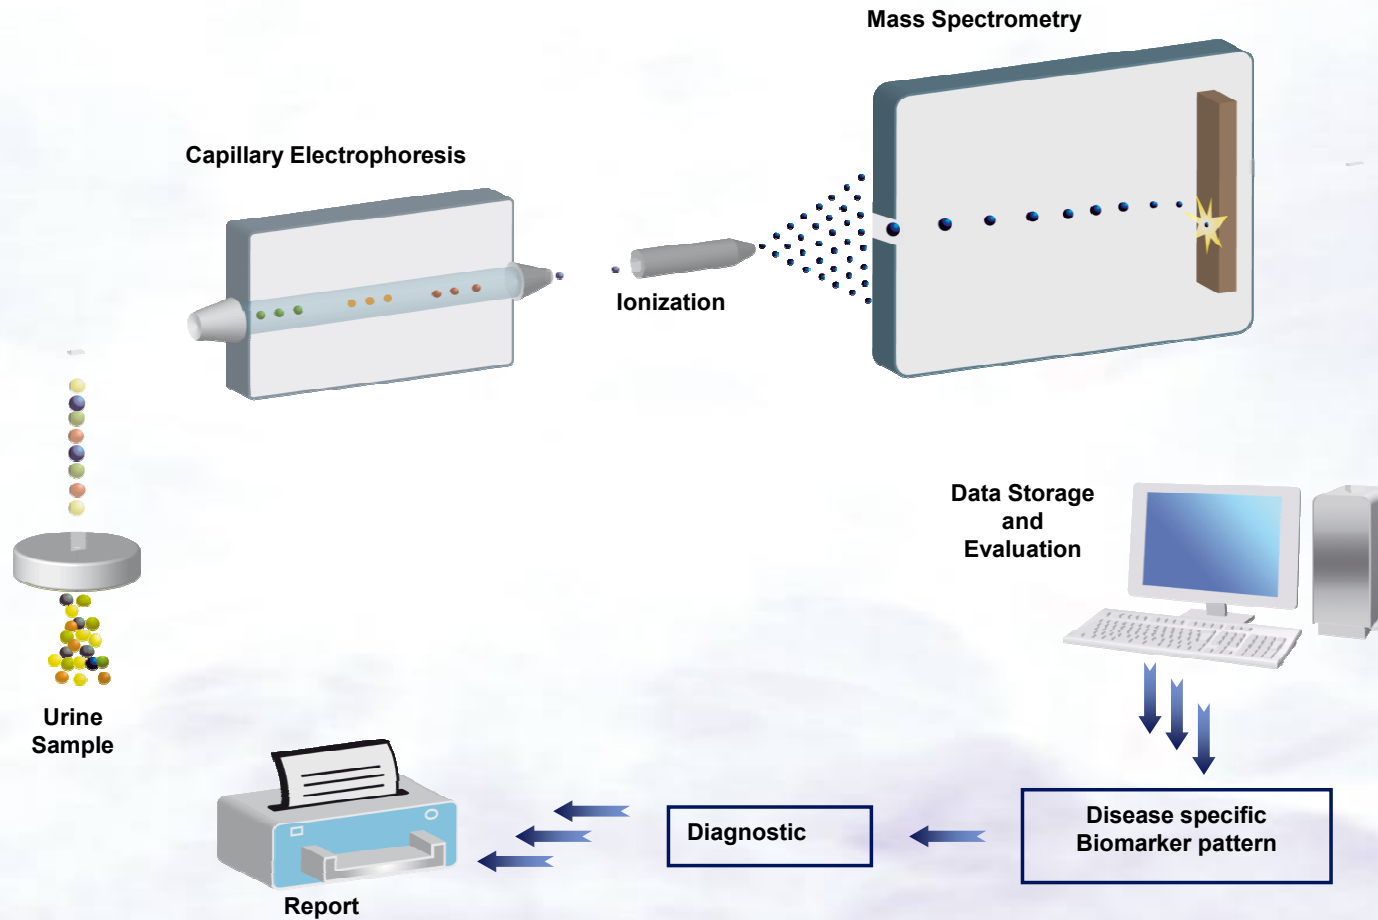 Mass Spectrometry
Capillary Electrophoresis
Ionization
Urine
Sample
Data Storage
and
Evaluation
Disease specific
Biomarker pattern
Diagnostic
Report